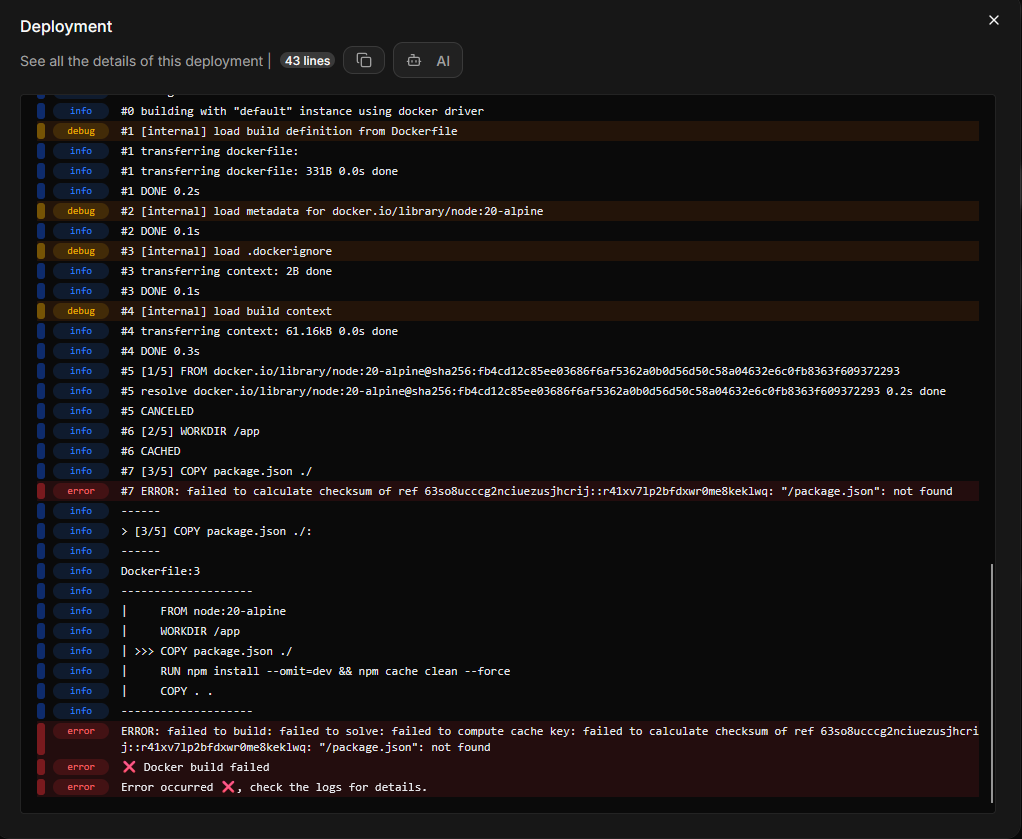 Deployment
See all the details of this deployment | 43 lines AI
info #0 building with "default" instance using docker driver
debug #1 [internal] load build definition from Dockerfile
info #1 transferring dockerfile:
info #1 transferring dockerfile: 331B 0.0s done
info #1 DONE 0.2s
debug #2 [internal] load metadata for docker.io/library/node:20-alpine
info #2 DONE 0.1s
debug #3 [internal] load .dockerignore
info #3 transferring context: 2B done
info #3 DONE 0.1s
debug #4 [internal] load build context
info #4 transferring context: 61.16kB 0.0s done
info #4 DONE 0.3s
info #5 [1/5] FROM docker.io/library/node:20-alpine@sha256:fb4cd12c85ee03686f6af5362a0b0d56d50c58a04632e6c0fb8363f609372293
info #5 resolve docker.io/library/node:20-alpine@sha256:fb4cd12c85ee03686f6af5362a0b0d56d50c58a04632e6c0fb8363f609372293 0.2s done
info #5 CANCELED
info #6 [2/5] WORKDIR /app
info #6 CACHED
info #7 [3/5] COPY package.json ./
error #7 ERROR: failed to calculate checksum of ref 63so8ucccg2nciuezusjhcrij::r41xv7lp2bfdxwr0me8keklwq: "/package.json": not found
info ------
info > [3/5] COPY package.json ./:
info ------
info Dockerfile:3
info --------------------
info | FROM node:20-alpine
info | WORKDIR /app
info | >>> COPY package.json ./
info | RUN npm install --omit=dev && npm cache clean --force
info | COPY . .
info --------------------
error ERROR: failed to build: failed to solve: failed to compute cache key: failed to calculate checksum of ref 63so8ucccg2nciuezusjhcri
j::r41xv7lp2bfdxwr0me8keklwq: "/package.json": not found
error ❌ Docker build failed
error Error occurred ❌, check the logs for details.